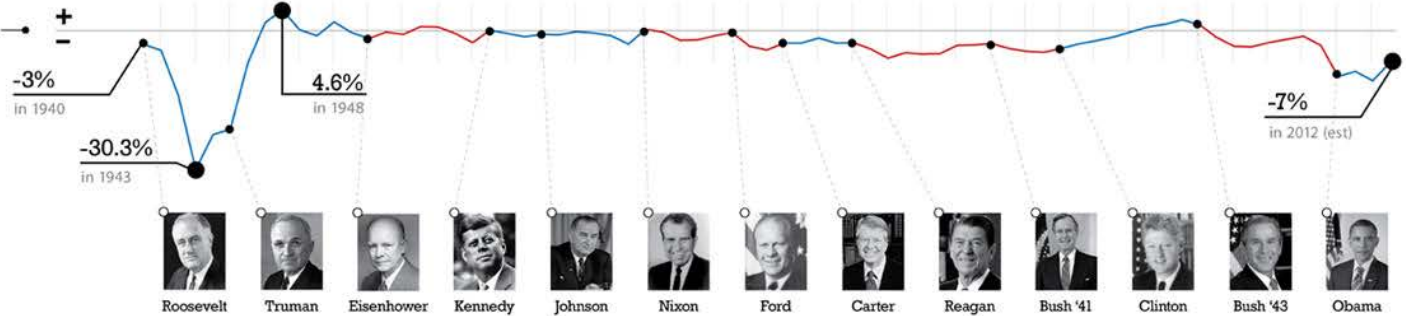 +
−
-3%
in 1940
-30.3%
in 1943
4.6%
in 1948
-7%
in 2012 (est)
Roosevelt Truman Eisenhower Kennedy Johnson Nixon Ford Carter Reagan Bush '41 Clinton Bush '43 Obama